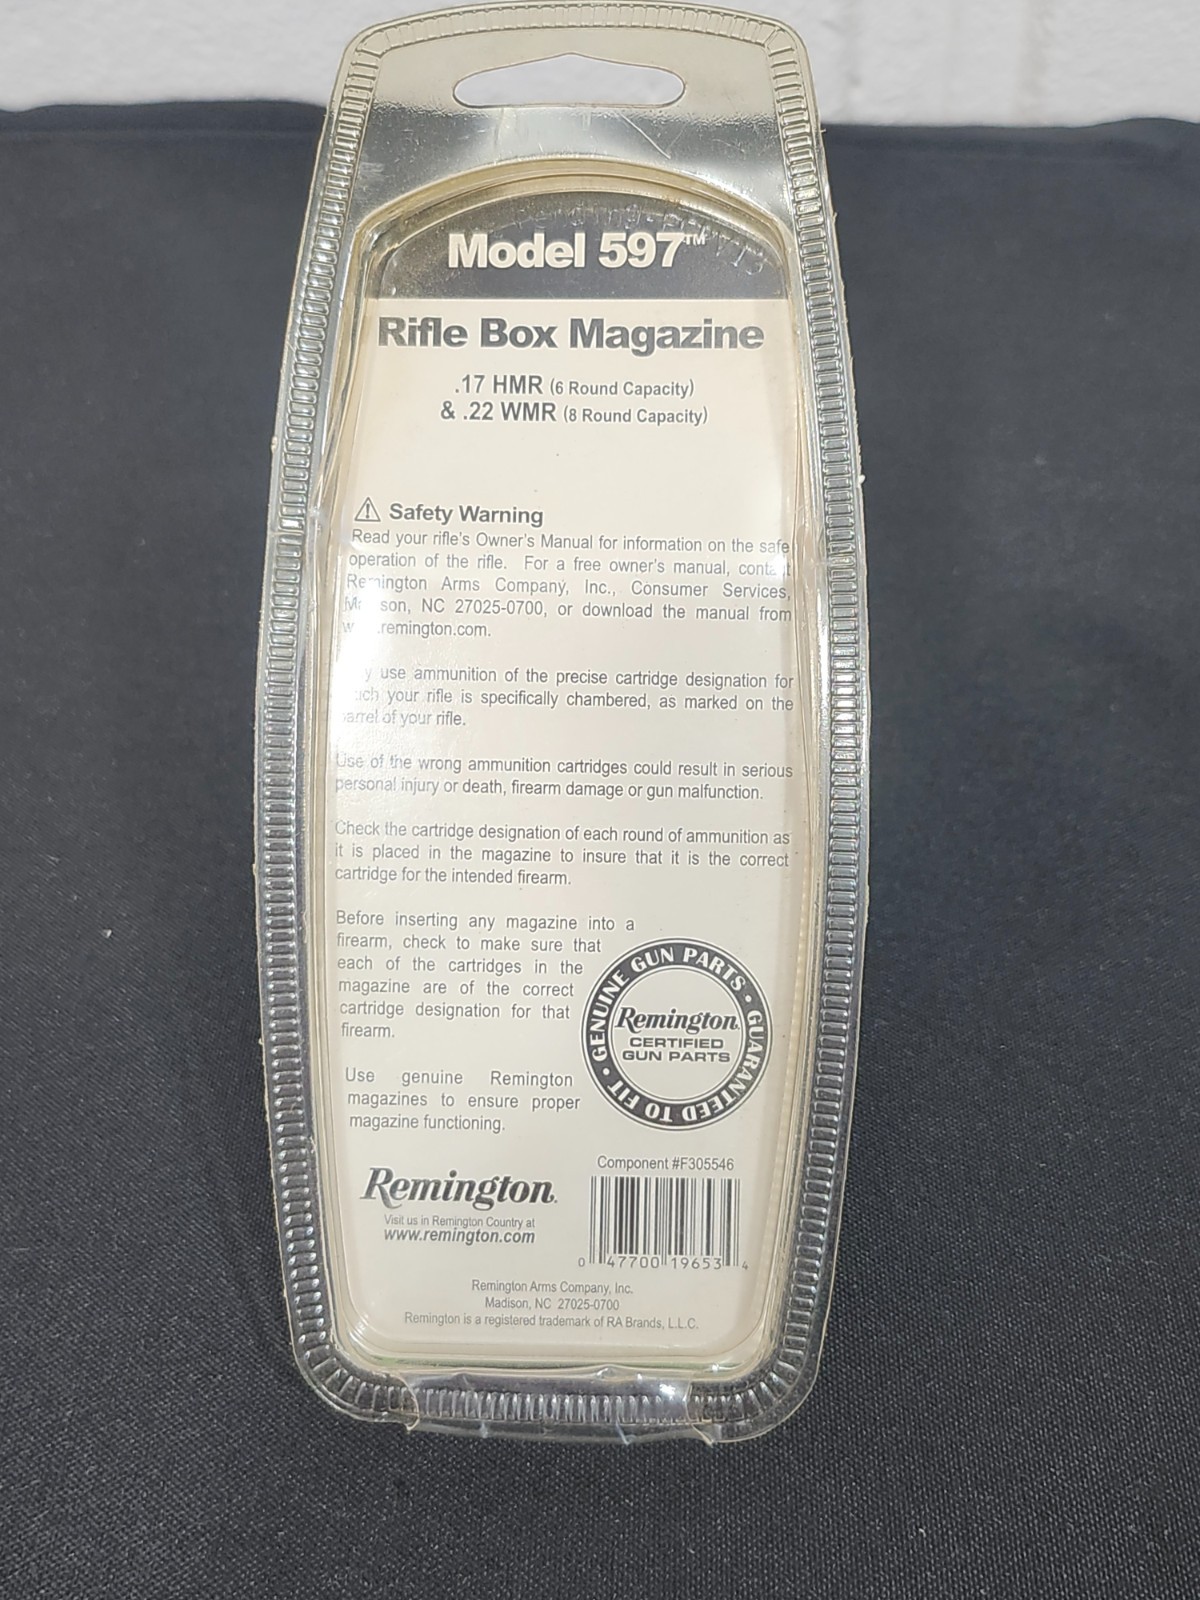 Model 597™
Rifle Box Magazine
.17 HMR (6 Round Capacity)
& .22 WMR (8 Round Capacity)
⚠ Safety Warning
Read your rifle's Owner's Manual for information on the safe
operation of the rifle. For a free owner's manual, contact
Remington Arms Company, Inc., Consumer Services,
Madison, NC 27025-0700, or download the manual from
.remington.com.
use ammunition of the precise cartridge designation for
your rifle is specifically chambered, as marked on the
barrel of your rifle.
Use of the wrong ammunition cartridges could result in serious
personal injury or death, firearm damage or gun malfunction.
Check the cartridge designation of each round of ammunition as
it is placed in the magazine to insure that it is the correct
cartridge for the intended firearm.
Before inserting any magazine into a
firearm, check to make sure that
each of the cartridges in the
magazine are of the correct
cartridge designation for that
firearm.
Use genuine Remington
magazines to ensure proper
magazine functioning.
GENUINE GUN PARTS • GUARANTEED TO FIT •
Remington
CERTIFIED
GUN PARTS
Component #F305546
0 47700 19653 4
Remington.
Visit us in Remington Country at
www.remington.com
Remington Arms Company, Inc.
Madison, NC 27025-0700
Remington is a registered trademark of RA Brands, L.L.C.